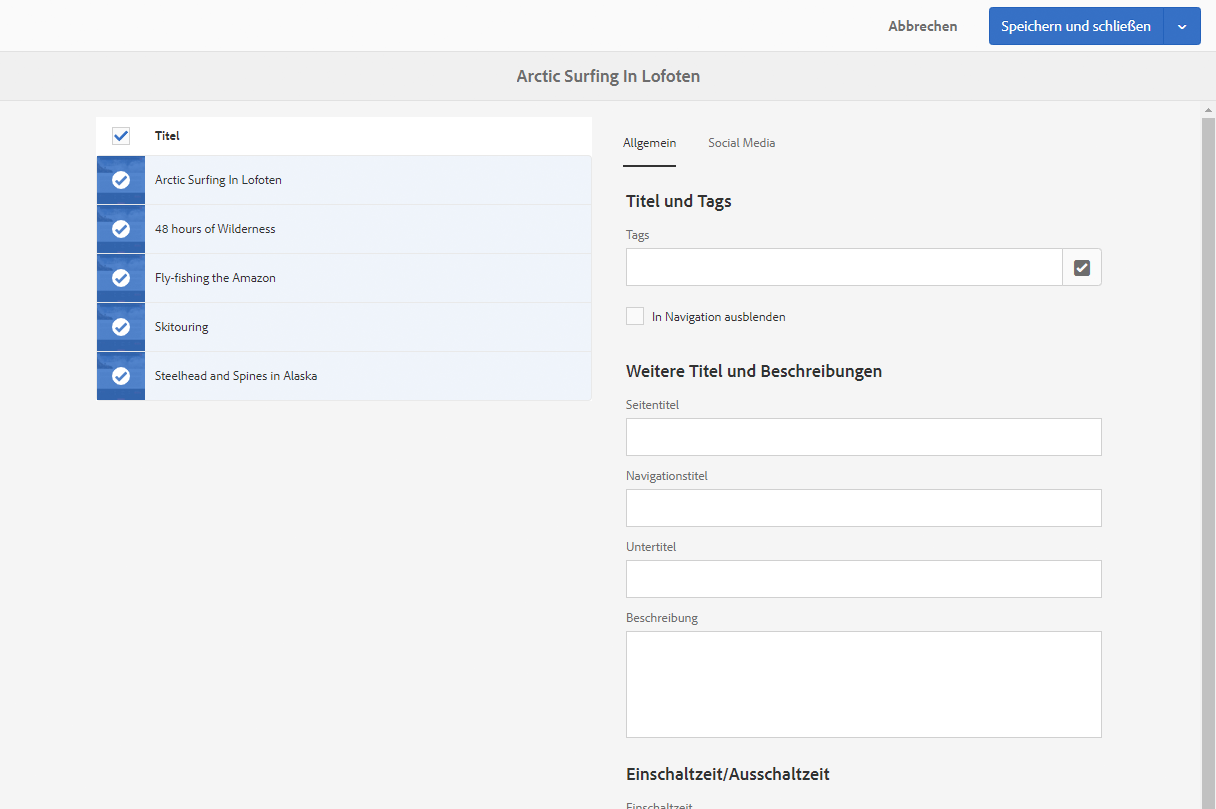 Abbrechen
Speichern und schließen
Arctic Surfing In Lofoten
Titel
Arctic Surfing In Lofoten
48 hours of Wilderness
Fly-fishing the Amazon
Skitouring
Steelhead and Spines in Alaska
Allgemein
Social Media
Titel und Tags
Tags
In Navigation ausblenden
Weitere Titel und Beschreibungen
Seitentitel
Navigationstitel
Untertitel
Beschreibung
Einschaltzeit/Ausschaltzeit
Einschaltzeit